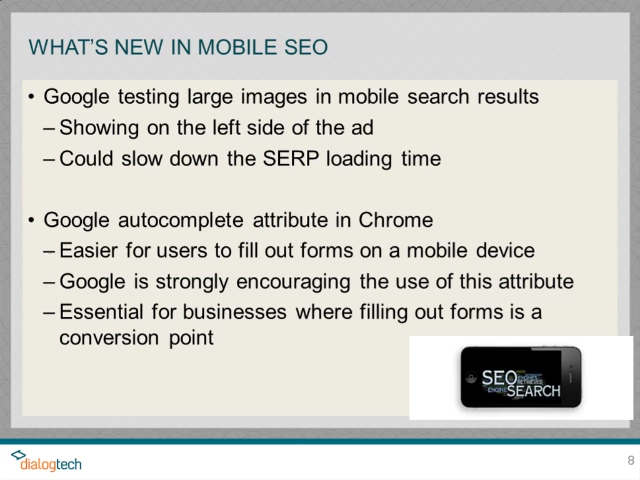 WHAT'S NEW IN MOBILE SEO
• Google testing large images in mobile search results
– Showing on the left side of the ad
– Could slow down the SERP loading time
• Google autocomplete attribute in Chrome
– Easier for users to fill out forms on a mobile device
– Google is strongly encouraging the use of this attribute
– Essential for businesses where filling out forms is a
conversion point
SEO
ENGINE SEARCH
dialogtech
8